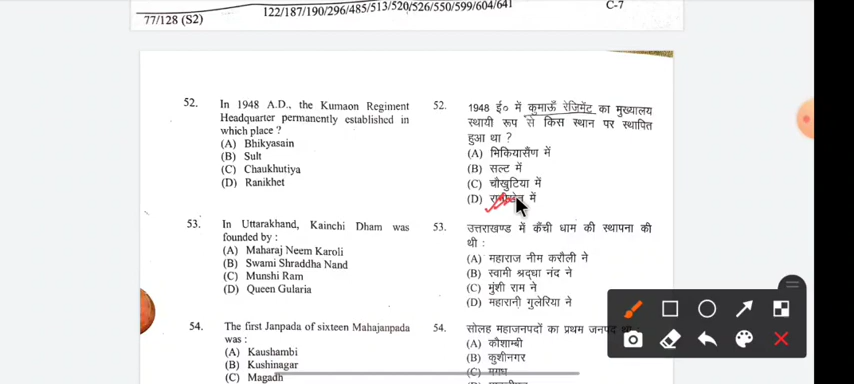 77/128 (S2)
122/187/190/296/485/513/520/526/550/599/604/641
C-7
52. In 1948 A.D., the Kumaon Regiment
Headquarter permanently established in
which place ?
(A) Bhikyasain
(B) Sult
(C) Chaukhutiya
(D) Ranikhet
53. In Uttarakhand, Kainchi Dham was
founded by :
(A) Maharaj Neem Karoli
(B) Swami Shraddha Nand
(C) Munshi Ram
(D) Queen Gularia
54. The first Janpada of sixteen Mahajanpada
was :
(A) Kaushambi
(B) Kushinagar
(C) Magadh
52. 1948 ई० में कुमाऊँ रेजिमेंट का मुख्यालय
स्थायी रूप से किस स्थान पर स्थापित
हुआ था ?
(A) भिकियासैंण में
(B) सल्ट में
(C) चौखुटिया में
(D) रानीखेत में
53. उत्तराखण्ड में कैंची धाम की स्थापना की
थी :
(A) महाराज नीम करौली ने
(B) स्वामी श्रद्धा नंद ने
(C) मुंशी राम ने
(D) महारानी गुलेरिया ने
54. सोलह महाजनपदों का प्रथम जनपद
(A) कौशाम्बी
(B) कुशीनगर
(C) मगध